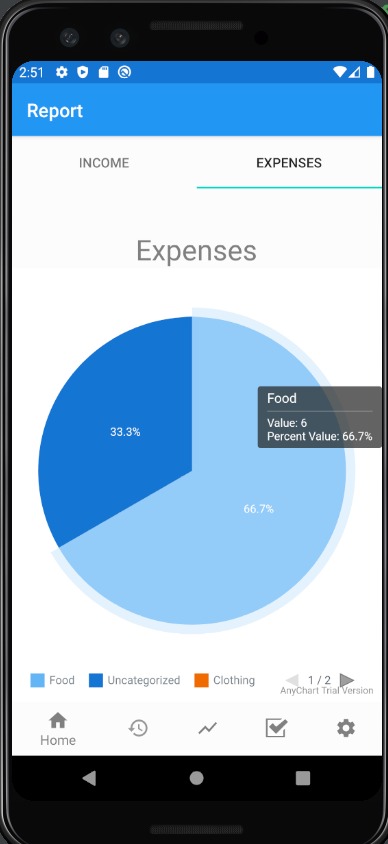 2:51
Report
INCOME EXPENSES
Expenses
Food
Value: 6
Percent Value: 66.7%
33.3%
66.7%
Food Uncategorized Clothing 1 / 2
AnyChart Trial Version
Home